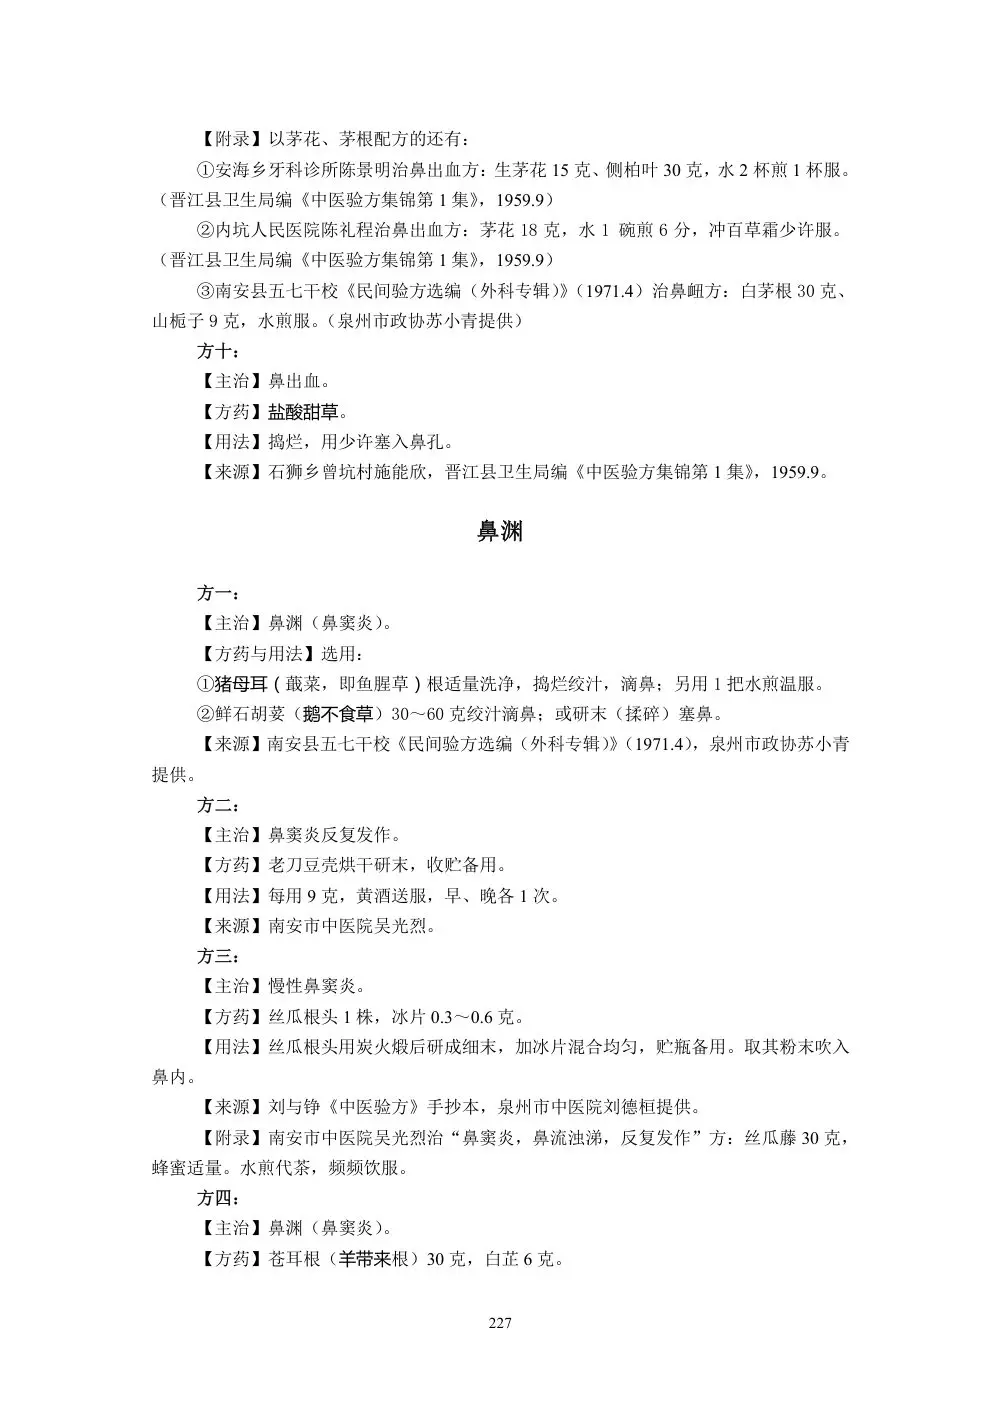 【附录】以茅花、茅根配方的还有：
①安海乡牙科诊所陈景明治鼻出血方：生茅花 15 克、侧柏叶 30 克，水 2 杯煎 1 杯服。
（晋江县卫生局编《中医验方集锦第 1 集》，1959.9）
②内坑人民医院陈礼程治鼻出血方：茅花 18 克，水 1 碗煎 6 分，冲百草霜少许服。
（晋江县卫生局编《中医验方集锦第 1 集》，1959.9）
③南安县五七干校《民间验方选编（外科专辑）》（1971.4）治鼻衄方：白茅根 30 克、
山栀子 9 克，水煎服。（泉州市政协苏小青提供）
方十：
【主治】鼻出血。
【方药】盐酸甜草。
【用法】捣烂，用少许塞入鼻孔。
【来源】石狮乡曾坑村施能欣，晋江县卫生局编《中医验方集锦第 1 集》，1959.9。
鼻渊
方一：
【主治】鼻渊（鼻窦炎）。
【方药与用法】选用：
①猪母耳（蕺菜，即鱼腥草）根适量洗净，捣烂绞汁，滴鼻；另用 1 把水煎温服。
②鲜石胡荽（鹅不食草）30～60 克绞汁滴鼻；或研末（揉碎）塞鼻。
【来源】南安县五七干校《民间验方选编（外科专辑）》（1971.4），泉州市政协苏小青
提供。
方二：
【主治】鼻窦炎反复发作。
【方药】老刀豆壳烘干研末，收贮备用。
【用法】每用 9 克，黄酒送服，早、晚各 1 次。
【来源】南安市中医院吴光烈。
方三：
【主治】慢性鼻窦炎。
【方药】丝瓜根头 1 株，冰片 0.3～0.6 克。
【用法】丝瓜根头用炭火煅后研成细末，加冰片混合均匀，贮瓶备用。取其粉末吹入
鼻内。
【来源】刘与铮《中医验方》手抄本，泉州市中医院刘德桓提供。
【附录】南安市中医院吴光烈治“鼻窦炎，鼻流浊涕，反复发作”方：丝瓜藤 30 克，
蜂蜜适量。水煎代茶，频频饮服。
方四：
【主治】鼻渊（鼻窦炎）。
【方药】苍耳根（羊带来根）30 克，白芷 6 克。
227